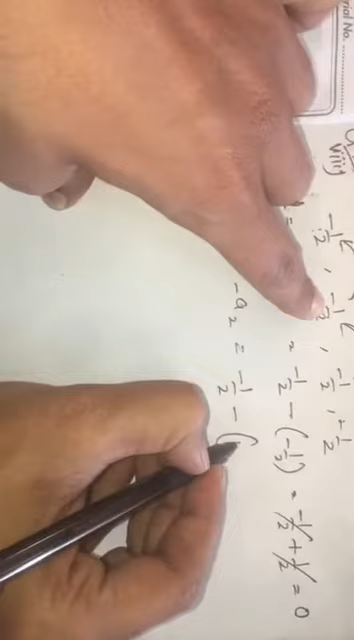 rial No. ...............
viii) -1/2, -1/2, -1/2, -1/2
= -1/2 - (-1/2) = -1/2 + 1/2 = 0
- a₂ = -1/2 - (